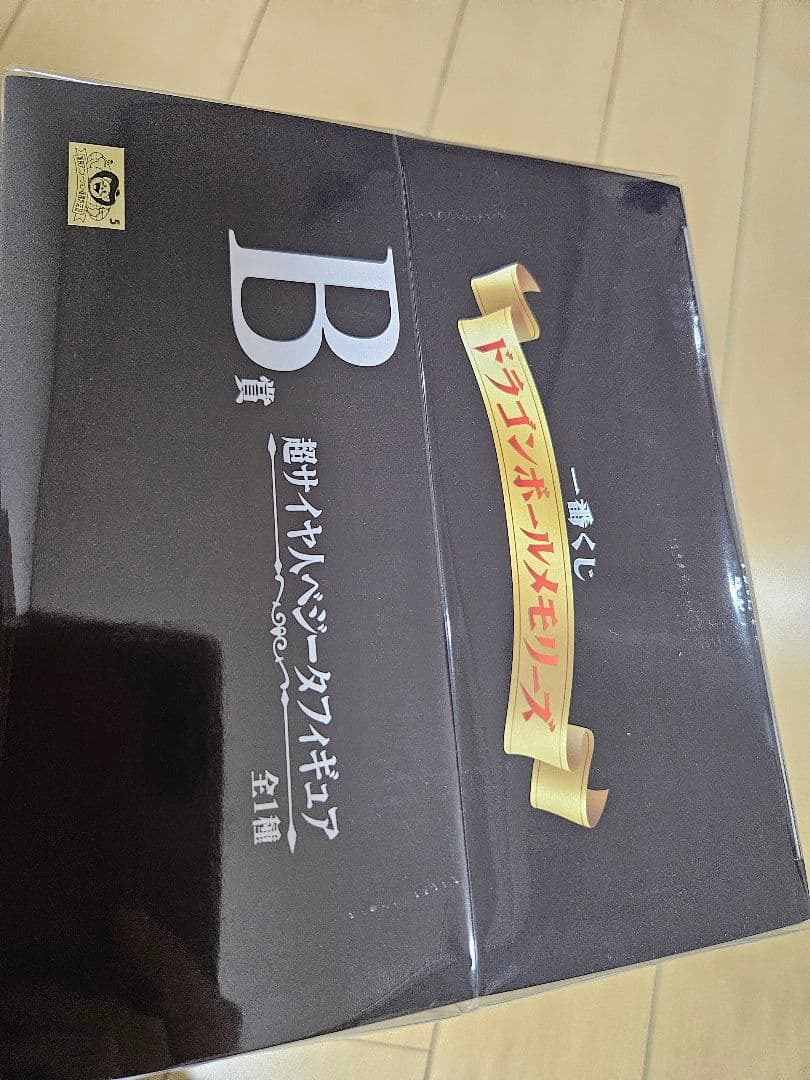 一番くじ
ドラゴンボールメモリーズ
B賞
超サイヤ人ベジータフィギュア
全1種
5